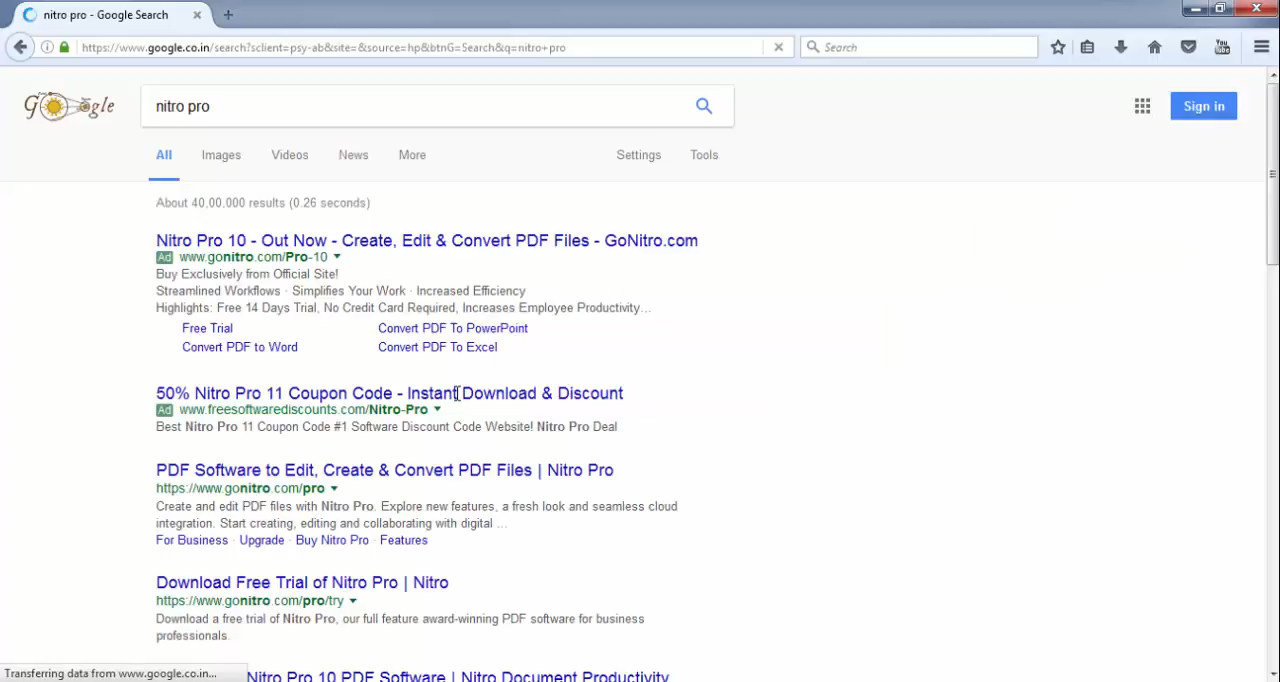 nitro pro - Google Search
https://www.google.co.in/search?sclient=psy-ab&site=&source=hp&btnG=Search&q=nitro+pro
Search
You Tube
Google
nitro pro
Sign in
All Images Videos News More Settings Tools
About 40,00,000 results (0.26 seconds)
Nitro Pro 10 - Out Now - Create, Edit & Convert PDF Files - GoNitro.com
Ad www.gonitro.com/Pro-10
Buy Exclusively from Official Site!
Streamlined Workflows · Simplifies Your Work · Increased Efficiency
Highlights: Free 14 Days Trial, No Credit Card Required, Increases Employee Productivity…
Free Trial Convert PDF To PowerPoint
Convert PDF to Word Convert PDF To Excel
50% Nitro Pro 11 Coupon Code - Instant Download & Discount
Ad www.freesoftwarediscounts.com/Nitro-Pro
Best Nitro Pro 11 Coupon Code #1 Software Discount Code Website! Nitro Pro Deal
PDF Software to Edit, Create & Convert PDF Files | Nitro Pro
https://www.gonitro.com/pro
Create and edit PDF files with Nitro Pro. Explore new features, a fresh look and seamless cloud
integration. Start creating, editing and collaborating with digital ...
For Business · Upgrade · Buy Nitro Pro · Features
Download Free Trial of Nitro Pro | Nitro
https://www.gonitro.com/pro/try
Download a free trial of Nitro Pro, our full feature award-winning PDF software for business
professionals.
Nitro Pro 10 PDF Software | Nitro Document Productivity
Transferring data from www.google.co.in...